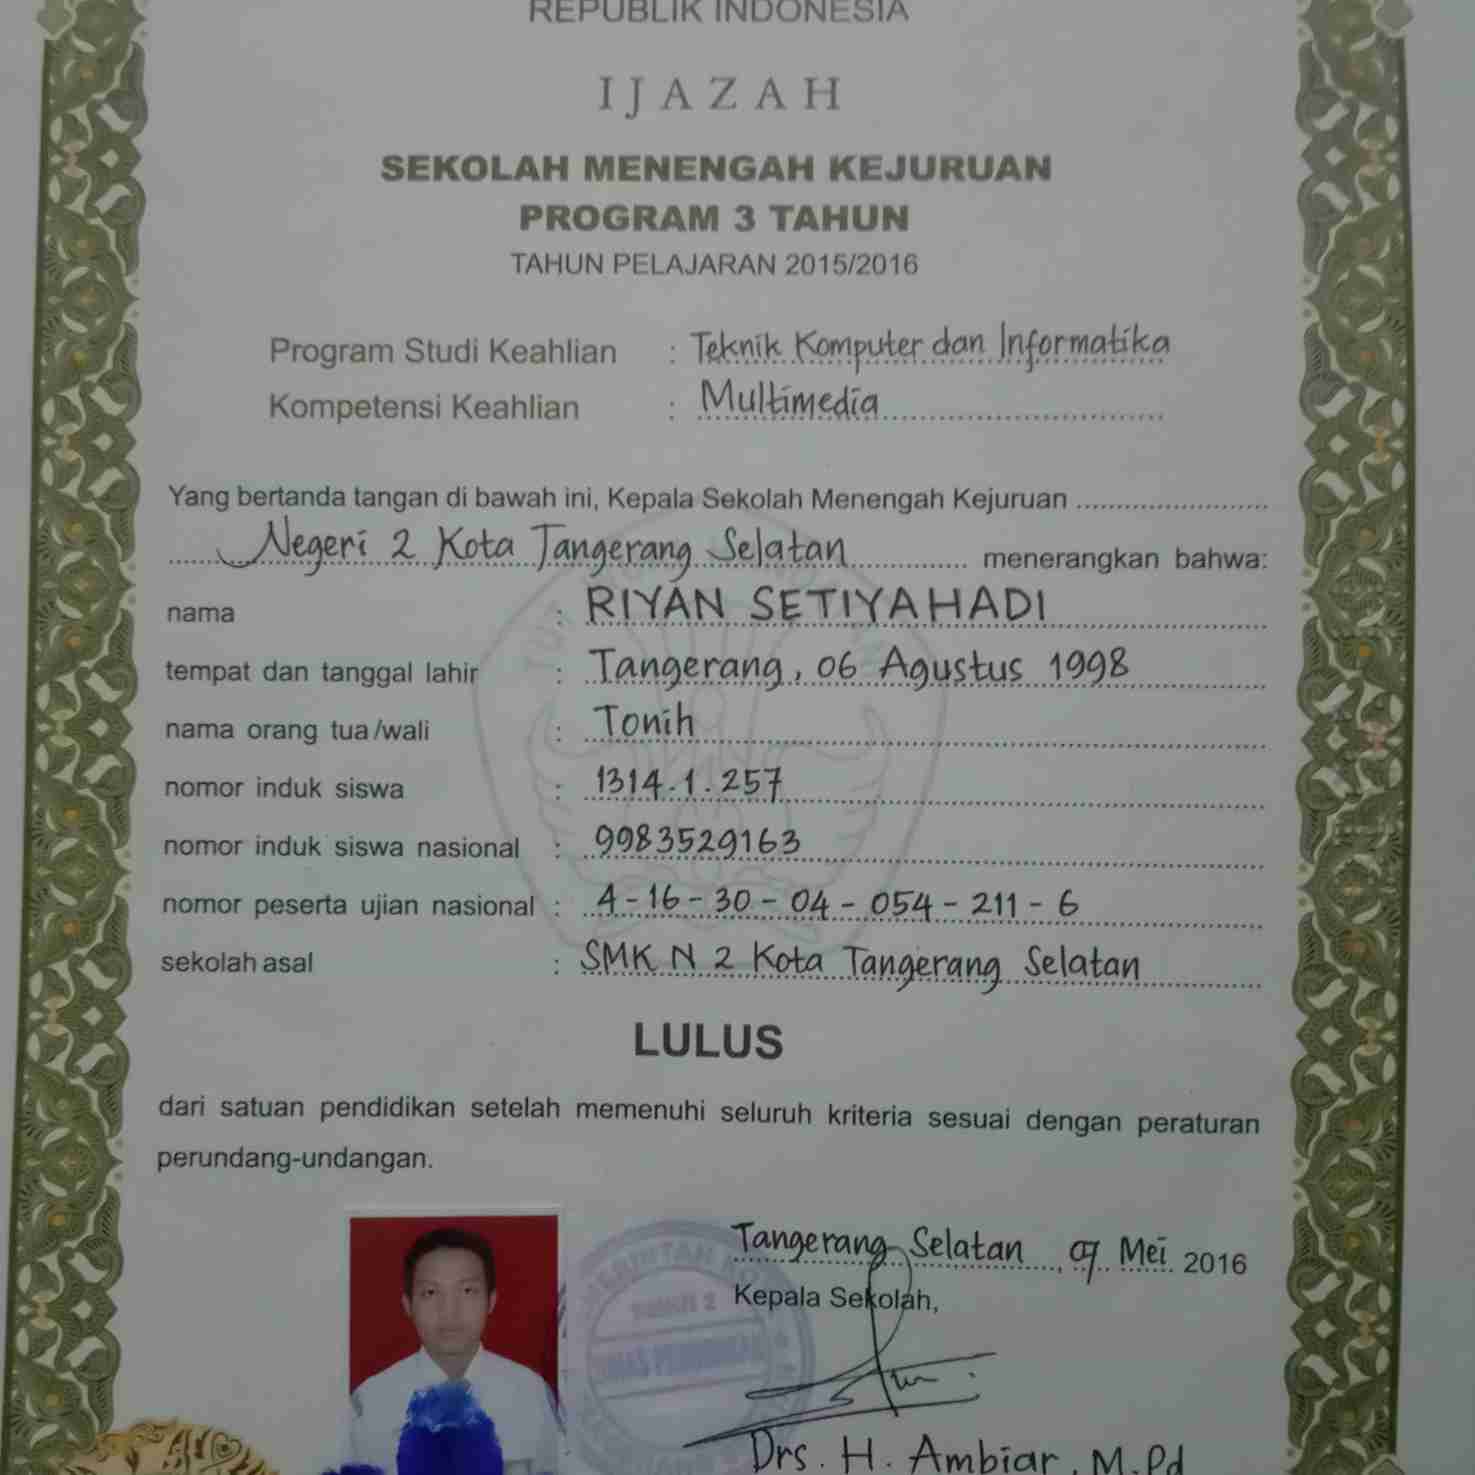 REPUBLIK INDONESIA
IJAZAH
SEKOLAH MENENGAH KEJURUAN
PROGRAM 3 TAHUN
TAHUN PELAJARAN 2015/2016
Program Studi Keahlian : Teknik Komputer dan Informatika
Kompetensi Keahlian : Multimedia
Yang bertanda tangan di bawah ini, Kepala Sekolah Menengah Kejuruan
Negeri 2 Kota Tangerang Selatan menerangkan bahwa:
nama : RIYAN SETIYAHADI
tempat dan tanggal lahir : Tangerang, 06 Agustus 1998
nama orang tua/wali : Tonih
nomor induk siswa : 1314.1.257
nomor induk siswa nasional : 9983529163
nomor peserta ujian nasional : 4-16-30-04-054-211-6
sekolah asal : SMK N 2 Kota Tangerang Selatan
LULUS
dari satuan pendidikan setelah memenuhi seluruh kriteria sesuai dengan peraturan
perundang-undangan.
Tangerang Selatan, 07 Mei 2016
Kepala Sekolah,
Drs. H. Ambiar, M.Pd